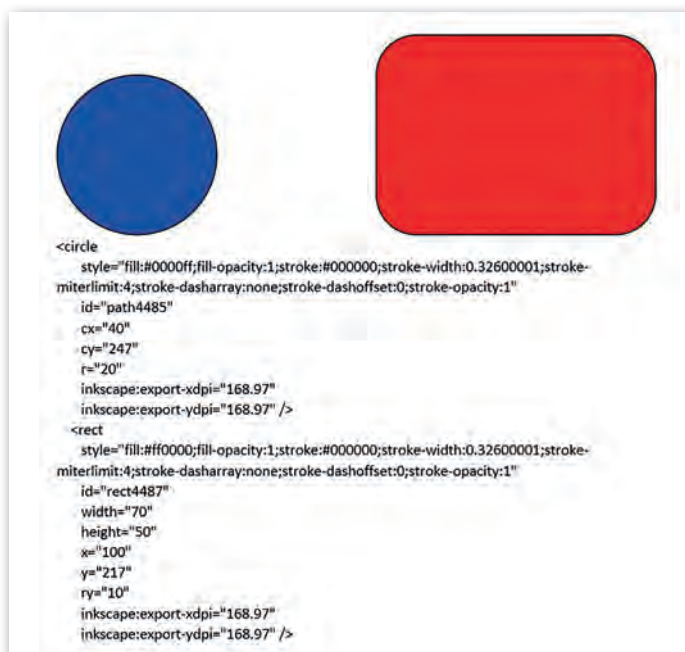 <circle
style="fill:#0000ff;fill-opacity:1;stroke:#000000;stroke-width:0.32600001;stroke-
miterlimit:4;stroke-dasharray:none;stroke-dashoffset:0;stroke-opacity:1"
id="path4485"
cx="40"
cy="247"
r="20"
inkscape:export-xdpi="168.97"
inkscape:export-ydpi="168.97" />
<rect
style="fill:#ff0000;fill-opacity:1;stroke:#000000;stroke-width:0.32600001;stroke-
miterlimit:4;stroke-dasharray:none;stroke-dashoffset:0;stroke-opacity:1"
id="rect4487"
width="70"
height="50"
x="100"
y="217"
ry="10"
inkscape:export-xdpi="168.97"
inkscape:export-ydpi="168.97" />